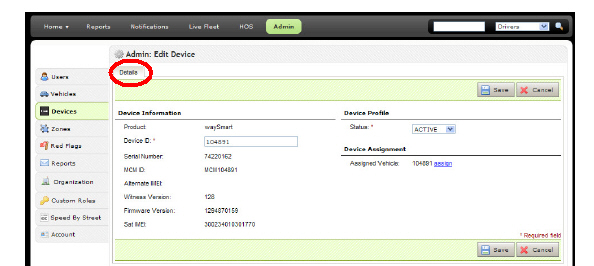 Home Reports Notifications Live Fleet HOS Admin Drivers
Admin: Edit Device
Details
Users
Vehicles
Devices
Zones
Red Flags
Reports
Organization
Custom Roles
Speed By Street
Account
Save Cancel
Device Information
Product: waySmart
Device ID: * 104891
Serial Number: 74220162
MCM ID: MCM104891
Alternate IMEI:
Witness Version: 128
Firmware Version: 1294870159
Sat IMEI: 300234010301770
Device Profile
Status: * ACTIVE
Device Assignment
Assigned Vehicle: 104891 assign
* Required field
Save Cancel